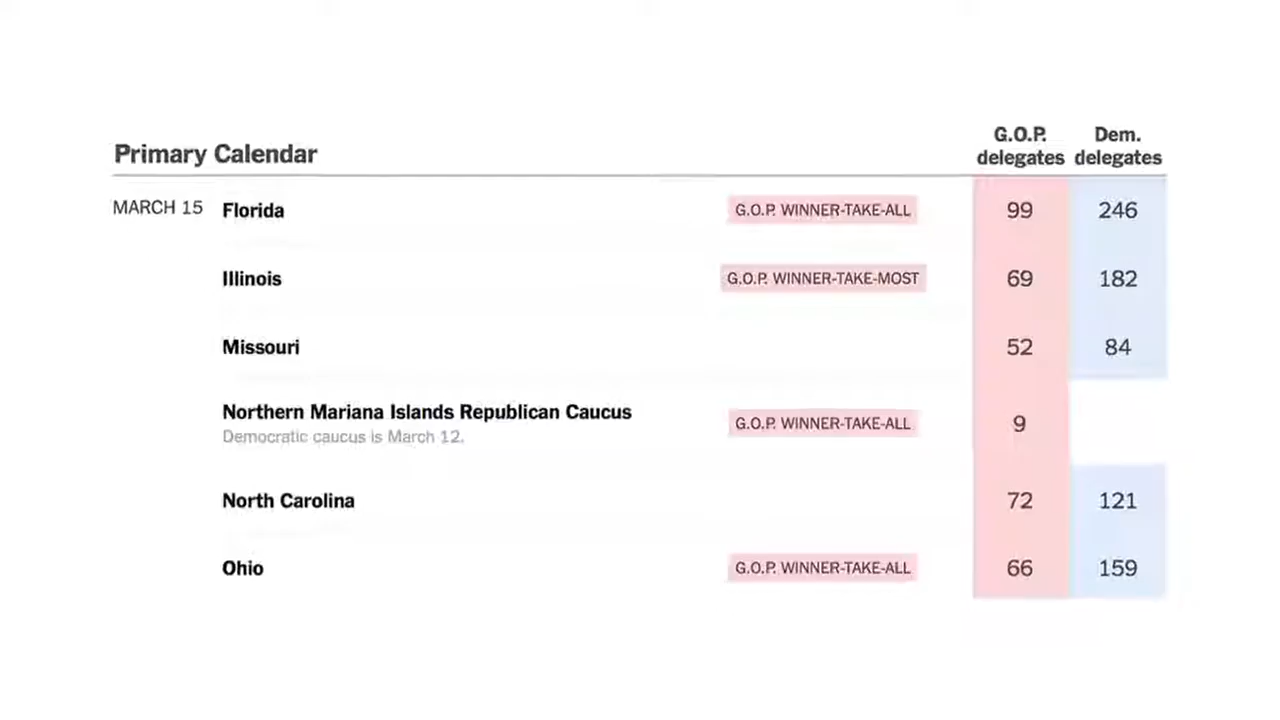 Primary Calendar
G.O.P. delegates
Dem. delegates
MARCH 15 Florida G.O.P. WINNER-TAKE-ALL 99 246
Illinois G.O.P. WINNER-TAKE-MOST 69 182
Missouri 52 84
Northern Mariana Islands Republican Caucus G.O.P. WINNER-TAKE-ALL 9
Democratic caucus is March 12.
North Carolina 72 121
Ohio G.O.P. WINNER-TAKE-ALL 66 159